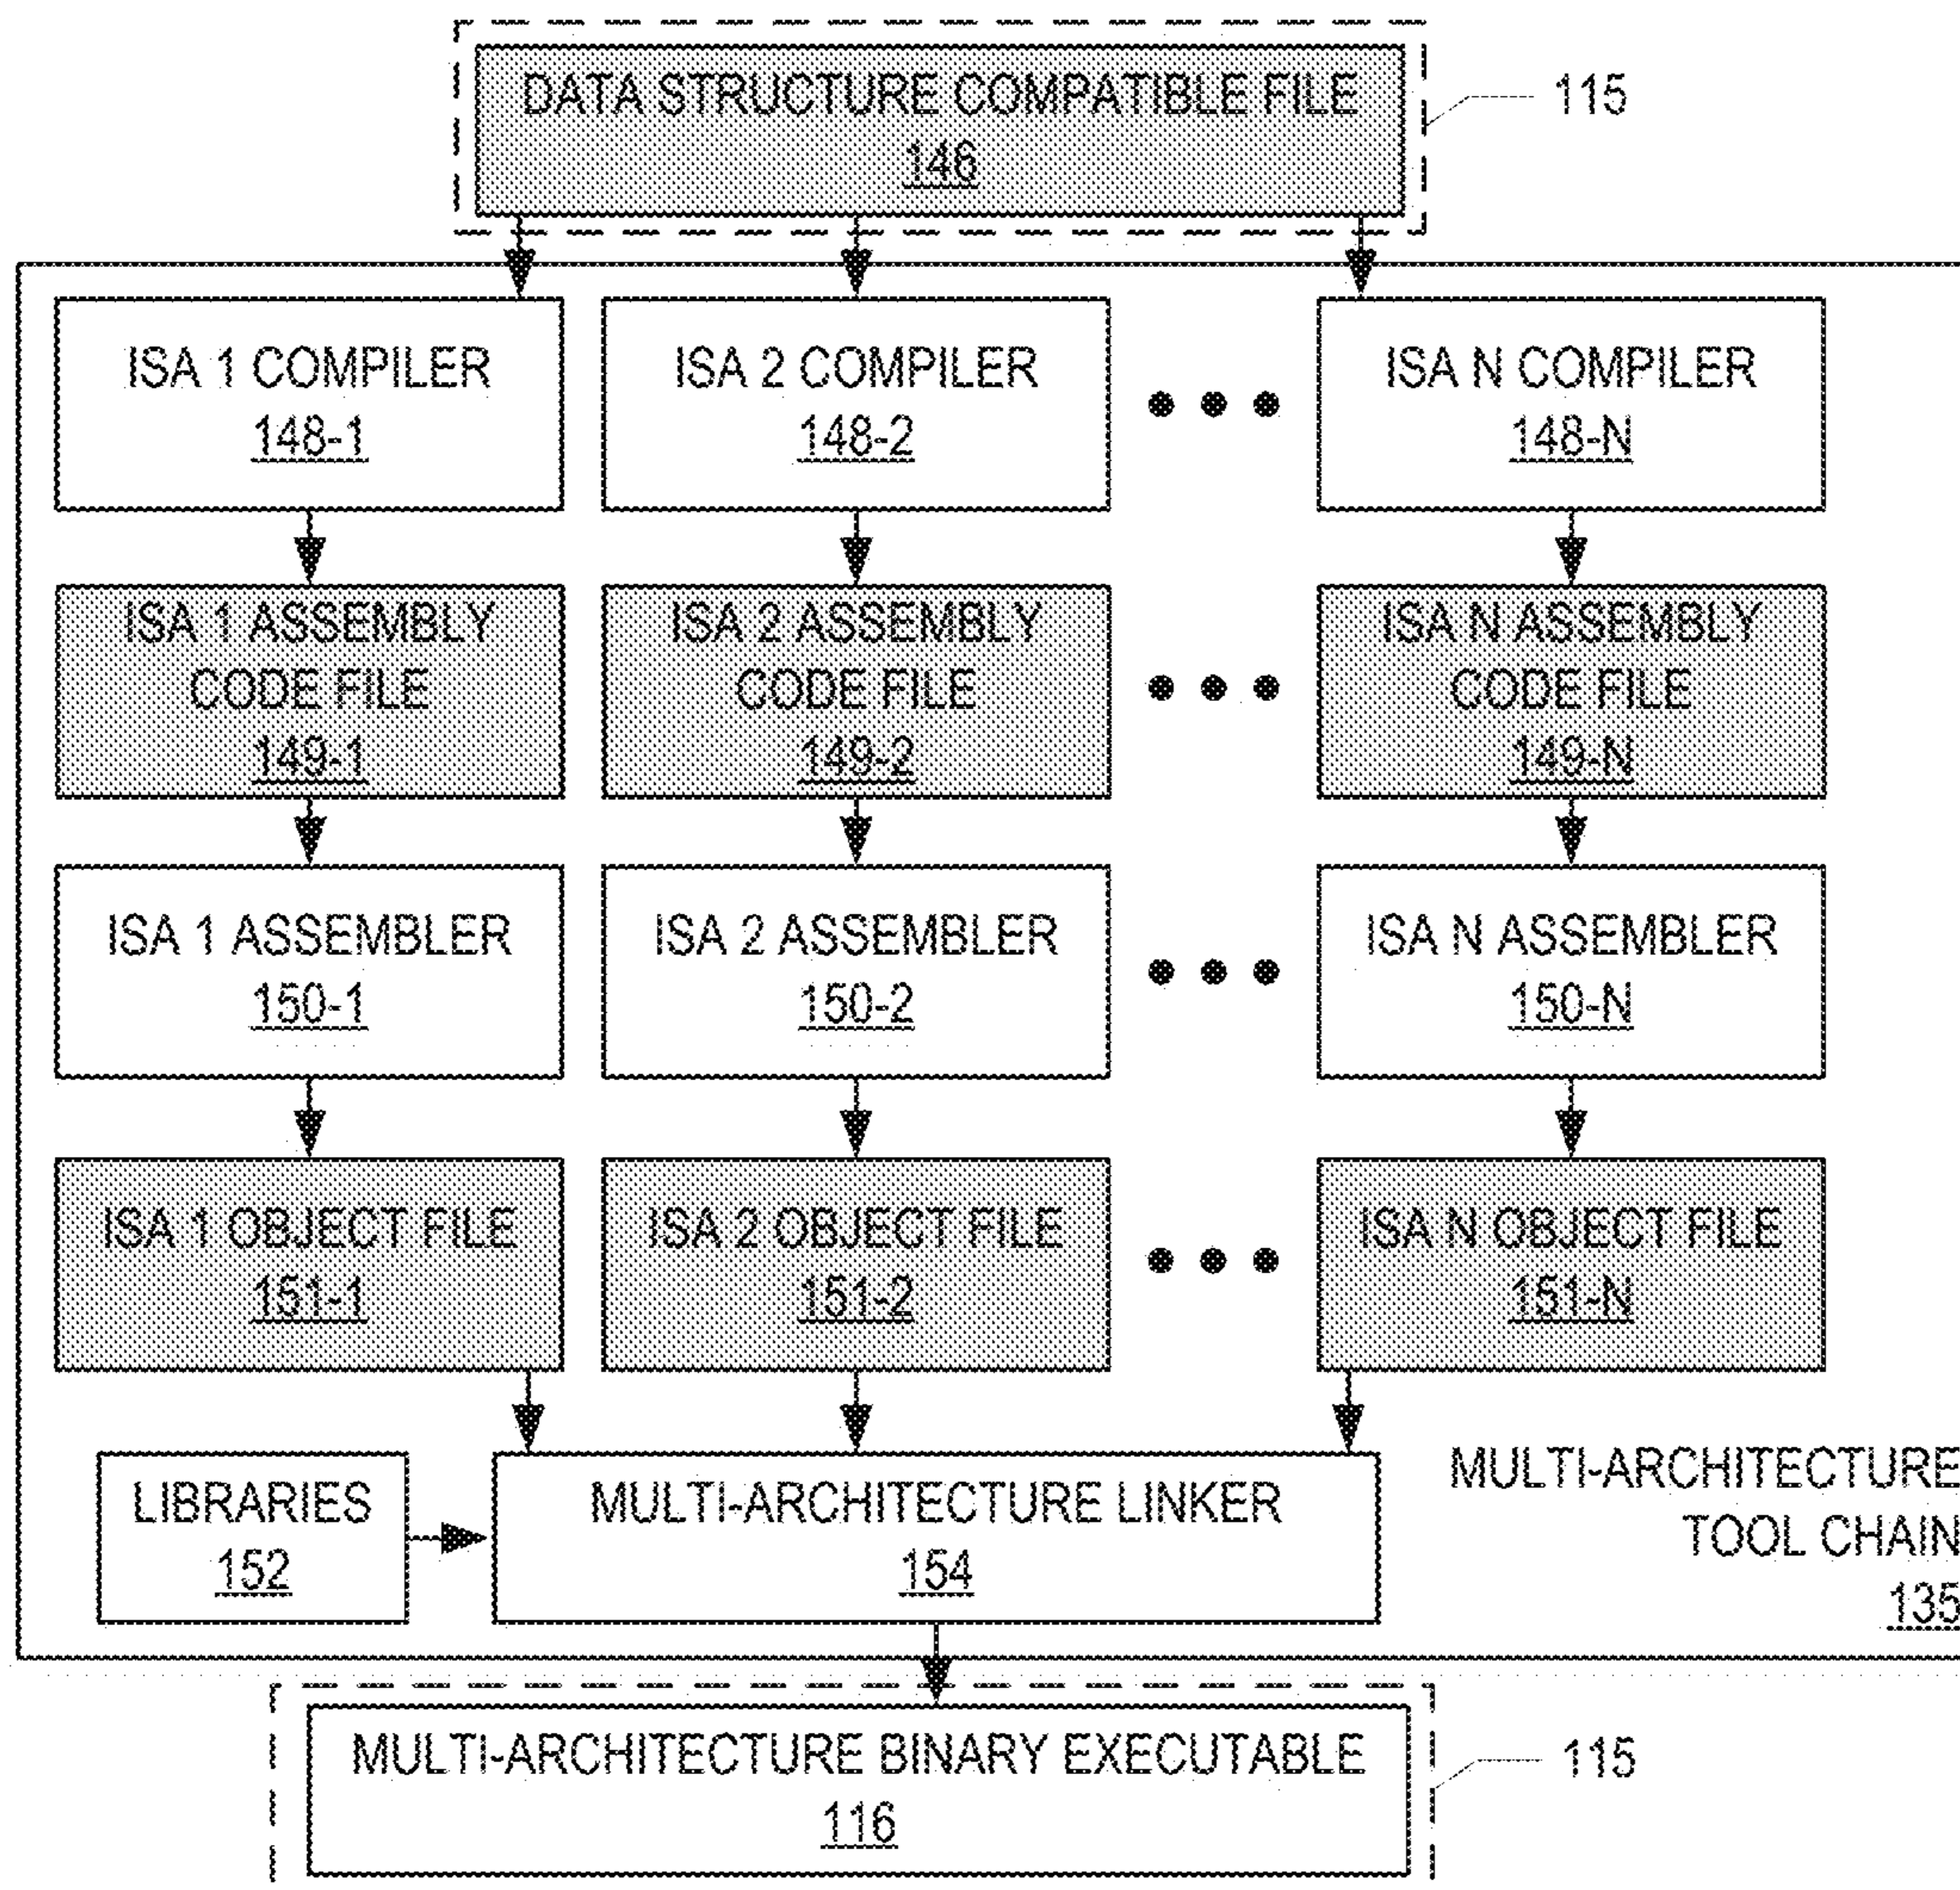 DATA STRUCTURE COMPATIBLE FILE
146
115
ISA 1 COMPILER
148-1
ISA 2 COMPILER
148-2
ISA N COMPILER
148-N
ISA 1 ASSEMBLY
CODE FILE
149-1
ISA 2 ASSEMBLY
CODE FILE
149-2
ISA N ASSEMBLY
CODE FILE
149-N
ISA 1 ASSEMBLER
150-1
ISA 2 ASSEMBLER
150-2
ISA N ASSEMBLER
150-N
ISA 1 OBJECT FILE
151-1
ISA 2 OBJECT FILE
151-2
ISA N OBJECT FILE
151-N
LIBRARIES
152
MULTI-ARCHITECTURE LINKER
154
MULTI-ARCHITECTURE
TOOL CHAIN
135
MULTI-ARCHITECTURE BINARY EXECUTABLE
116
115